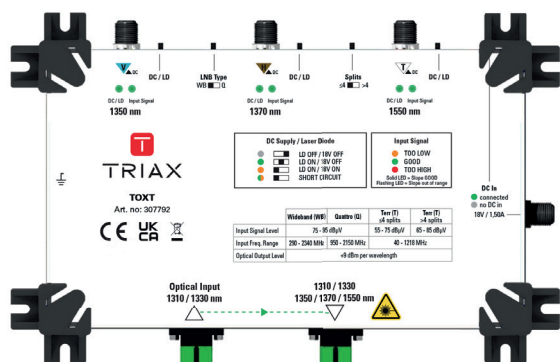 V DC
H DC
T DC
DC / LD
LNB Type
WB Q
DC / LD
Splits
≤4 >4
DC / LD
DC / LD Input Signal
1350 nm
DC / LD Input Signal
1370 nm
DC / LD Input Signal
1550 nm
TRIAX
TOXT
Art. no: 307792
CE UK CA
DC Supply / Laser Diode
LD OFF / 18V OFF
LD ON / 18V OFF
LD ON / 18V ON
SHORT CIRCUIT
Input Signal
TOO LOW
GOOD
TOO HIGH
Solid LED = Slope GOOD
Flashing LED = Slope out of range
DC In
connected
no DC in
18V / 1,50A
Wideband (WB) Quattro (Q) Terr (T) ≤4 splits Terr (T) >4 splits
Input Signal Level 75 - 95 dBµV 55 - 75 dBµV 65 - 85 dBµV
Input Freq. Range 290 - 2340 MHz 950 - 2150 MHz 40 - 1218 MHz
Optical Output Level +9 dBm per wavelength
Optical Input
1310 / 1330 nm
1310 / 1330
1350 / 1370 / 1550 nm